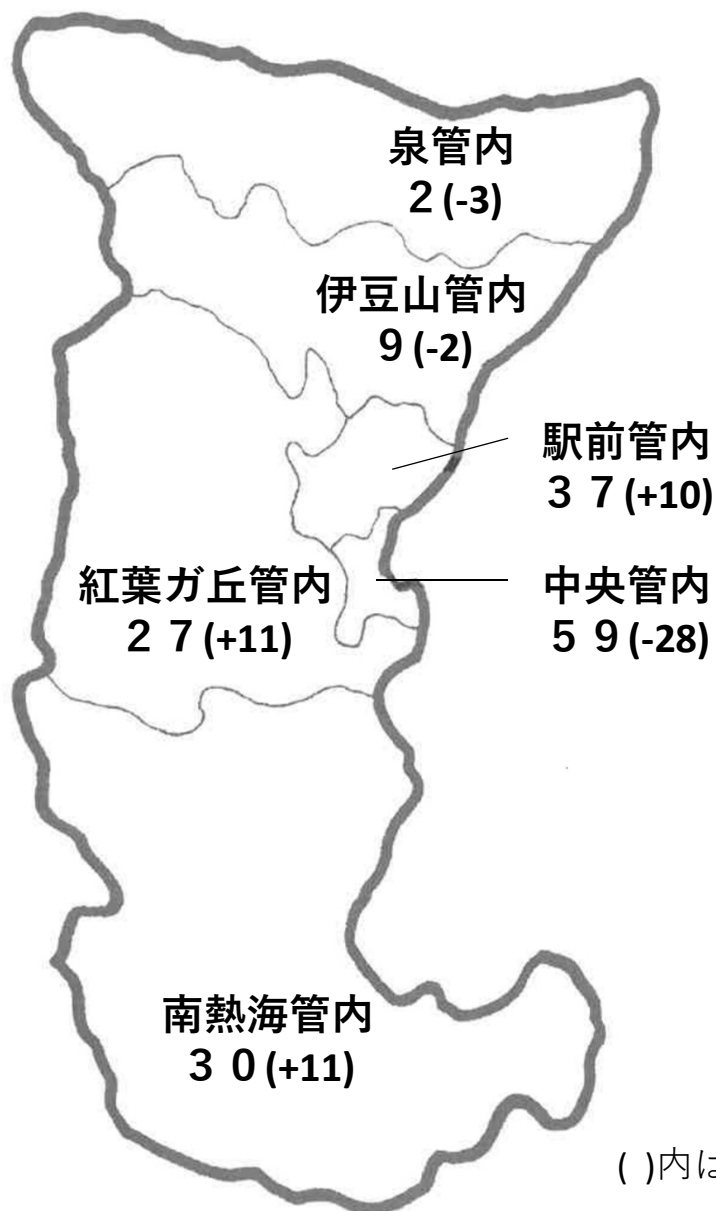 泉管内
２(-3)
伊豆山管内
９(-2)
駅前管内
３７(+10)
紅葉ガ丘管内
２７(+11)
中央管内
５９(-28)
南熱海管内
３０(+11)
( )内は